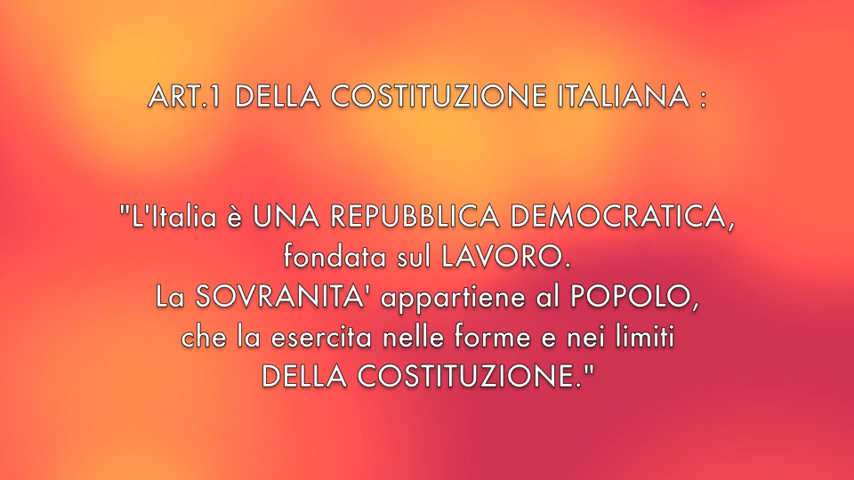 ART.1 DELLA COSTITUZIONE ITALIANA :
"L'Italia è UNA REPUBBLICA DEMOCRATICA,
fondata sul LAVORO.
La SOVRANITA' appartiene al POPOLO,
che la esercita nelle forme e nei limiti
DELLA COSTITUZIONE."